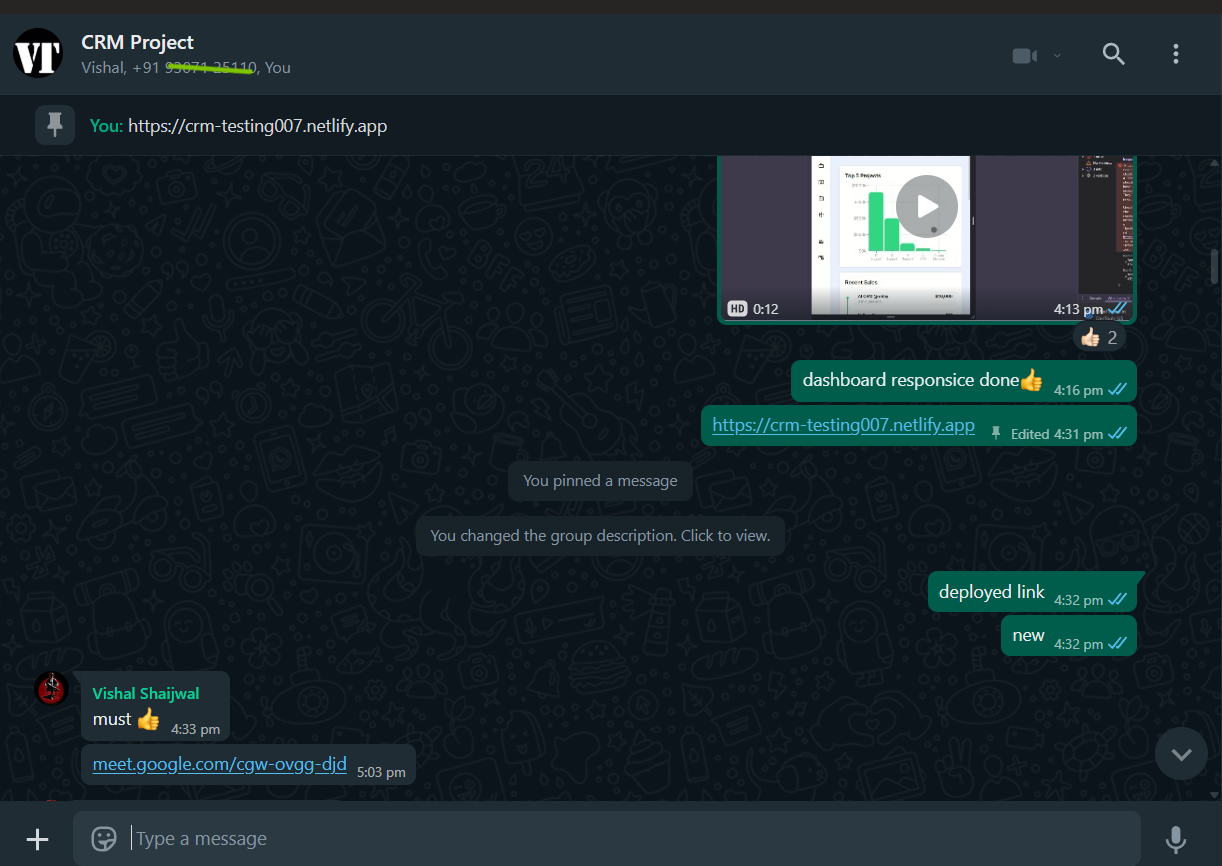 VT
CRM Project
Vishal, +91, You
You: https://crm-testing007.netlify.app
Top 5 Projects
Recent Sales
HD 0:12 4:13 pm
👍🏻 2
dashboard responsice done👍 4:16 pm
https://crm-testing007.netlify.app Edited 4:31 pm
You pinned a message
You changed the group description. Click to view.
deployed link 4:32 pm
new 4:32 pm
Vishal Shaijwal
must 👍 4:33 pm
meet.google.com/cgw-ovgg-djd 5:03 pm
Type a message